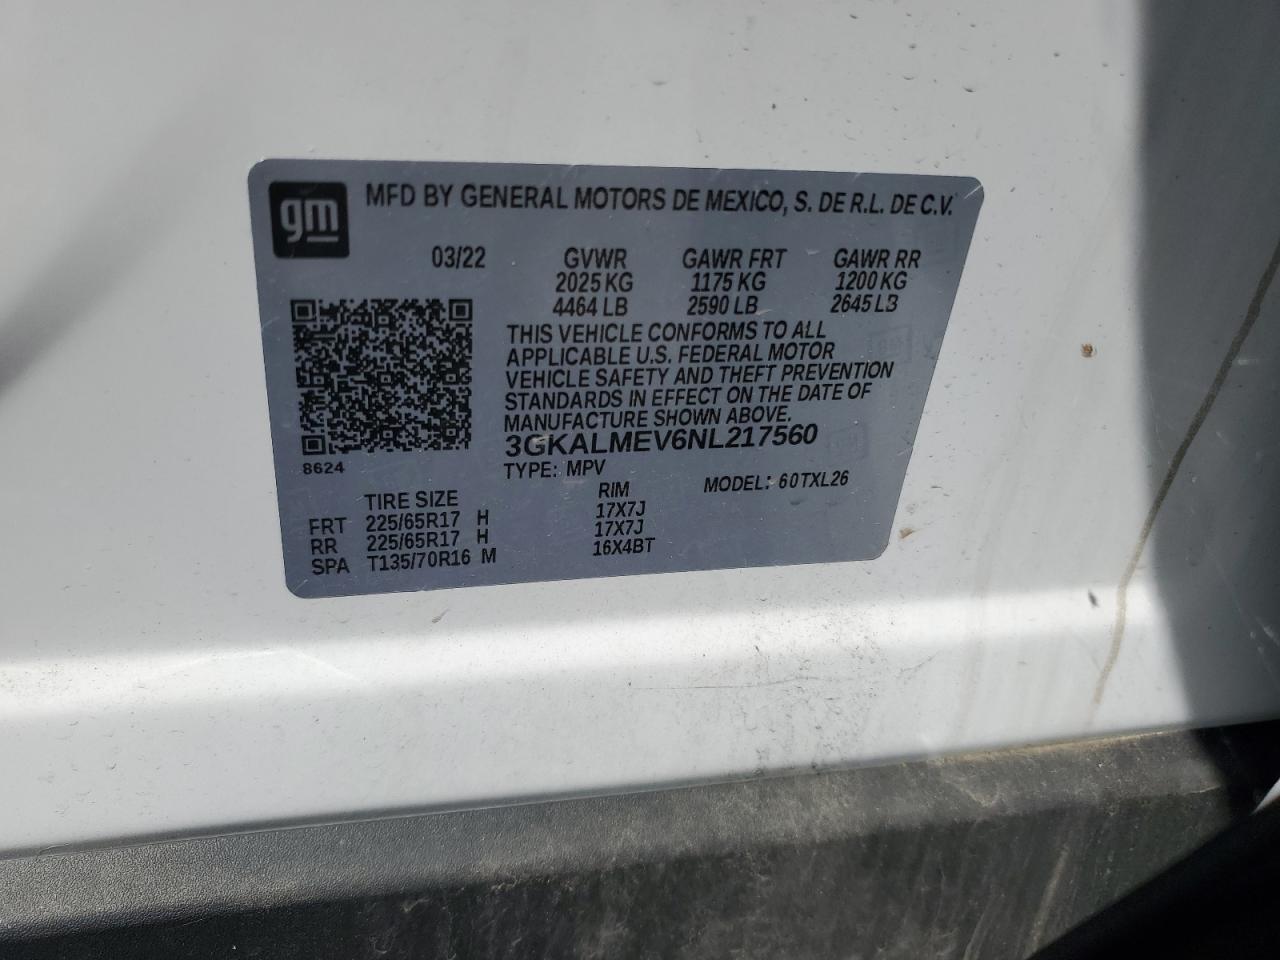 gm
MFD BY GENERAL MOTORS DE MEXICO, S. DE R.L. DE C.V.
03/22 GVWR GAWR FRT GAWR RR
2025 KG 1175 KG 1200 KG
4464 LB 2590 LB 2645 LB
THIS VEHICLE CONFORMS TO ALL
APPLICABLE U.S. FEDERAL MOTOR
VEHICLE SAFETY AND THEFT PREVENTION
STANDARDS IN EFFECT ON THE DATE OF
MANUFACTURE SHOWN ABOVE.
3GKALMEV6NL217560
8624
TYPE: MPV MODEL: 60TXL26
TIRE SIZE RIM
FRT 225/65R17 H 17X7J
RR 225/65R17 H 17X7J
SPA T135/70R16 M 16X4BT